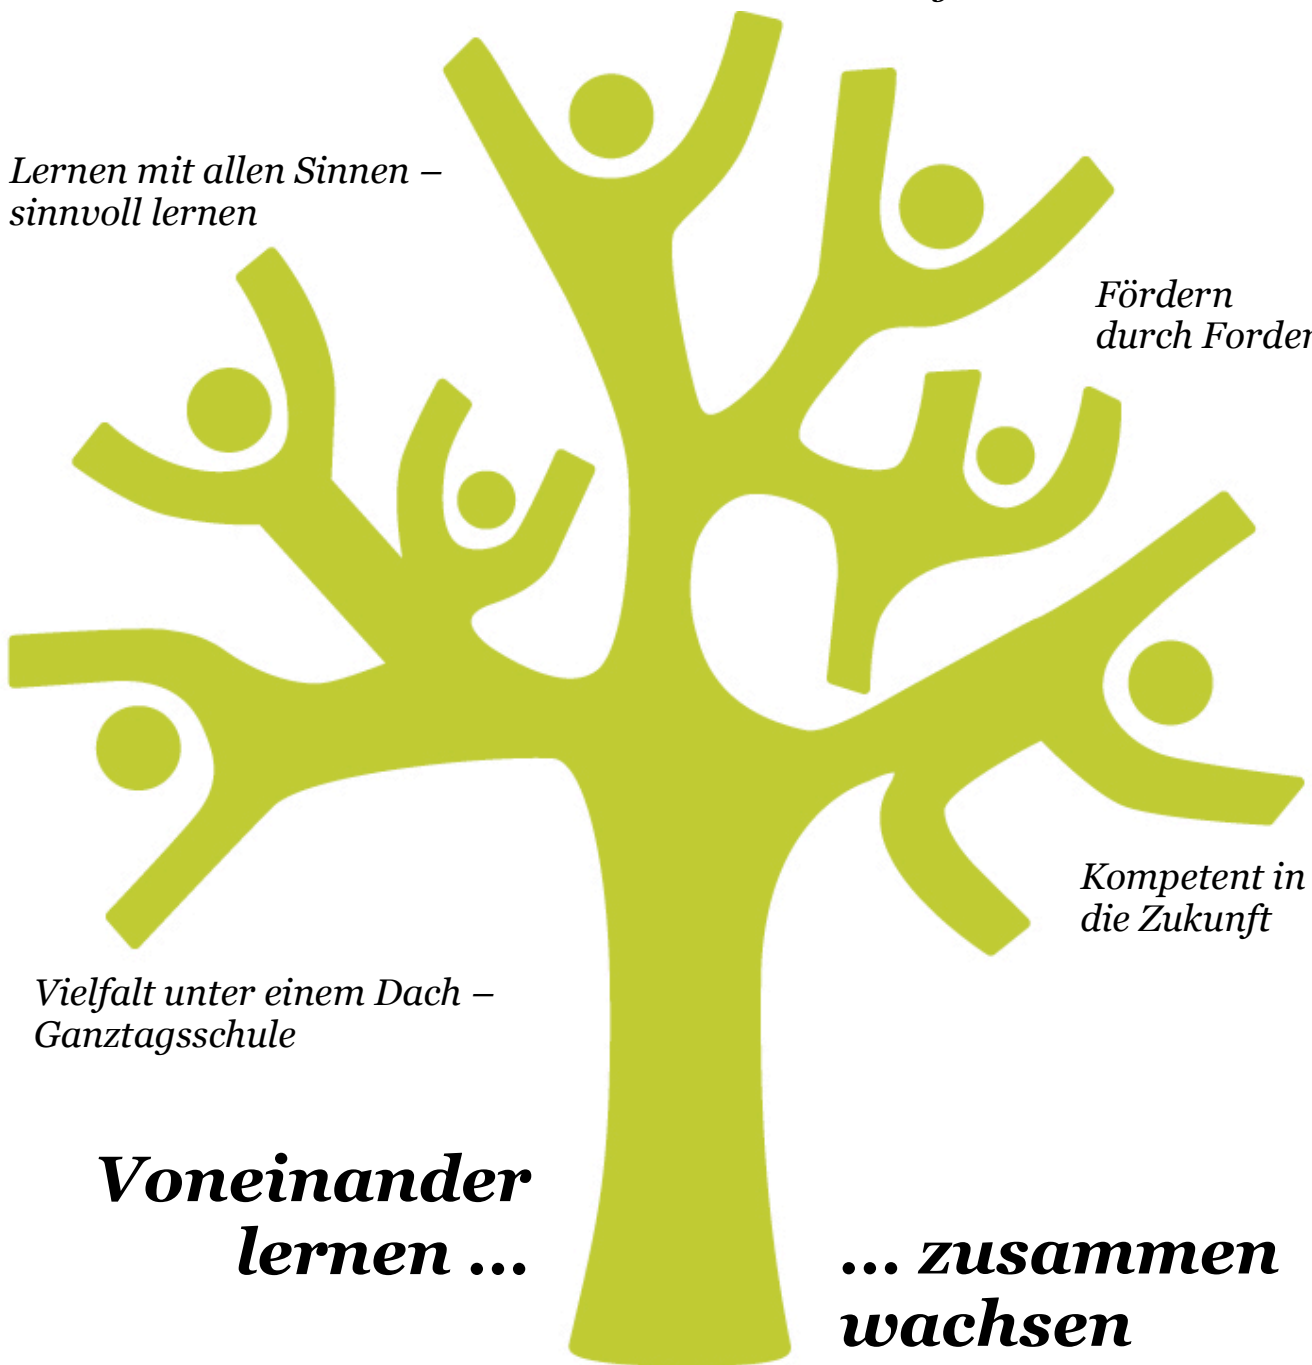 Lernen mit allen Sinnen –
sinnvoll lernen
Fördern
durch Forder
Kompetent in
die Zukunft
Vielfalt unter einem Dach –
Ganztagsschule
Voneinander
lernen ...
... zusammen
wachsen